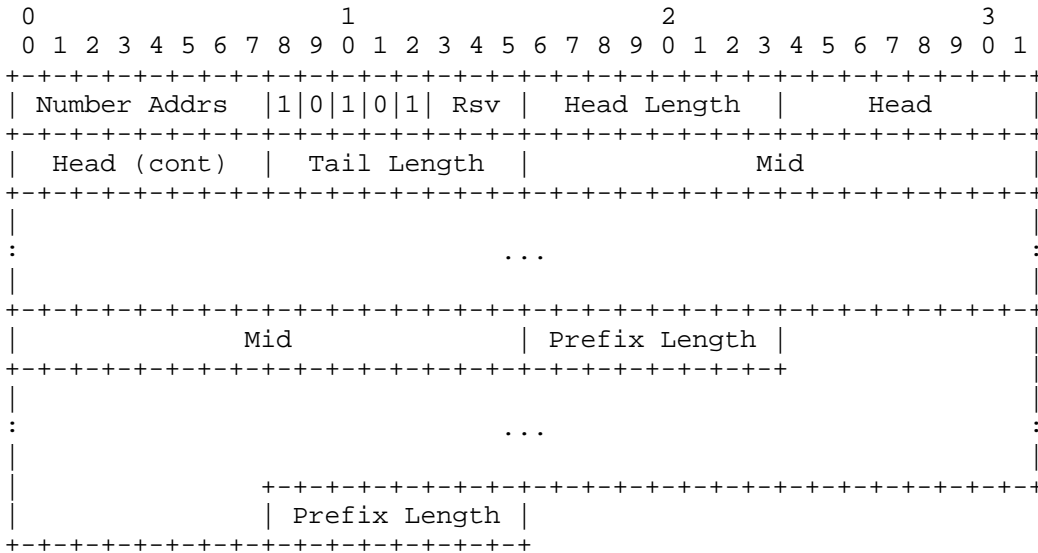 0                   1                   2                   3
 0 1 2 3 4 5 6 7 8 9 0 1 2 3 4 5 6 7 8 9 0 1 2 3 4 5 6 7 8 9 0 1
+-+-+-+-+-+-+-+-+-+-+-+-+-+-+-+-+-+-+-+-+-+-+-+-+-+-+-+-+-+-+-+-+
| Number Addrs  |1|0|1|0|1| Rsv |  Head Length  |     Head      |
+-+-+-+-+-+-+-+-+-+-+-+-+-+-+-+-+-+-+-+-+-+-+-+-+-+-+-+-+-+-+-+-+
|  Head (cont)  |  Tail Length  |              Mid              |
+-+-+-+-+-+-+-+-+-+-+-+-+-+-+-+-+-+-+-+-+-+-+-+-+-+-+-+-+-+-+-+-+
|                                                               |
:                              ...                              :
|                                                               |
+-+-+-+-+-+-+-+-+-+-+-+-+-+-+-+-+-+-+-+-+-+-+-+-+-+-+-+-+-+-+-+-+
|              Mid              | Prefix Length |               |
+-+-+-+-+-+-+-+-+-+-+-+-+-+-+-+-+-+-+-+-+-+-+-+-+               |
|                                                               |
:                              ...                              :
|                                                               |
|               +-+-+-+-+-+-+-+-+-+-+-+-+-+-+-+-+-+-+-+-+-+-+-+-+
|               | Prefix Length |
+-+-+-+-+-+-+-+-+-+-+-+-+-+-+-+-+